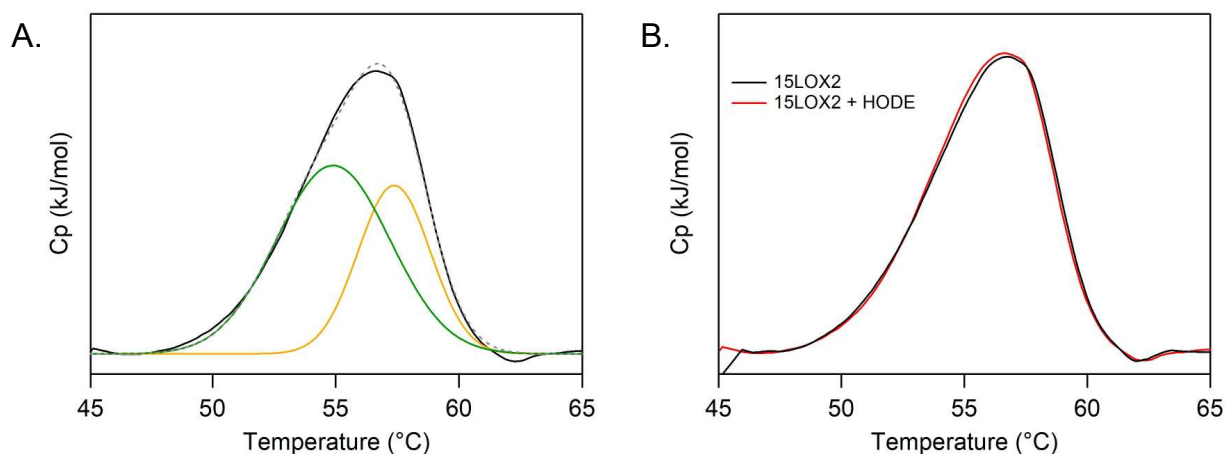 A.
Cp (kJ/mol)
45 50 55 60 65
Temperature (°C)
B.
15LOX2
15LOX2 + HODE
Cp (kJ/mol)
45 50 55 60 65
Temperature (°C)